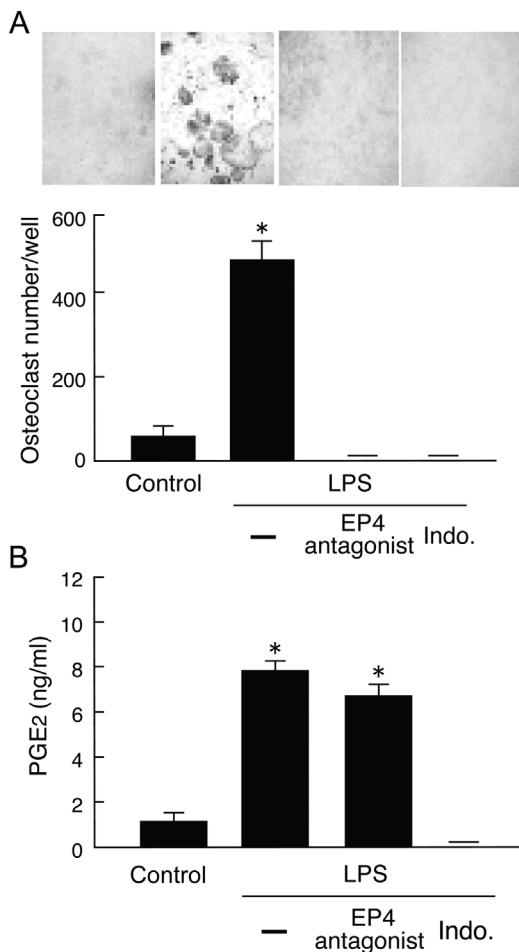 A
600
400
200
0
Osteoclast number/well
*
Control
LPS
–
EP4
antagonist
Indo.
B
12
10
8
6
4
2
0
PGE2 (ng/ml)
*
*
Control
LPS
–
EP4
antagonist
Indo.